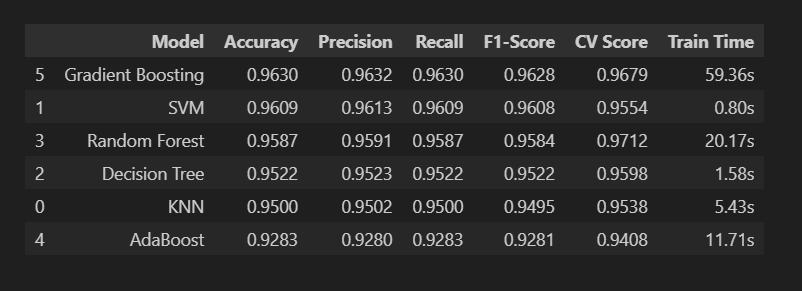 Model Accuracy Precision Recall F1-Score CV Score Train Time
5 Gradient Boosting 0.9630 0.9632 0.9630 0.9628 0.9679 59.36s
1 SVM 0.9609 0.9613 0.9609 0.9608 0.9554 0.80s
3 Random Forest 0.9587 0.9591 0.9587 0.9584 0.9712 20.17s
2 Decision Tree 0.9522 0.9523 0.9522 0.9522 0.9598 1.58s
0 KNN 0.9500 0.9502 0.9500 0.9495 0.9538 5.43s
4 AdaBoost 0.9283 0.9280 0.9283 0.9281 0.9408 11.71s